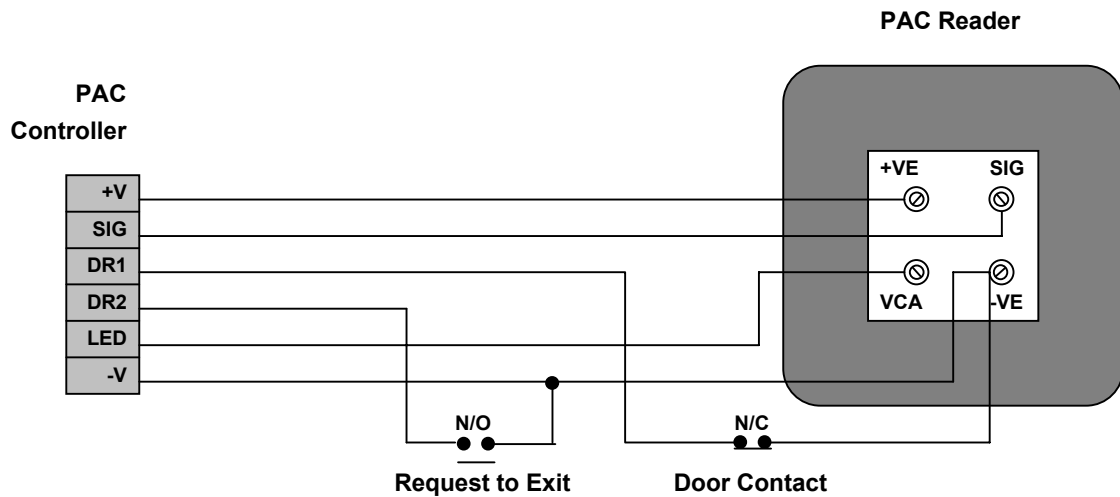 PAC Reader
PAC
Controller
+V
SIG
DR1
DR2
LED
-V
+VE SIG
VCA -VE
N/O
N/C
Request to Exit
Door Contact